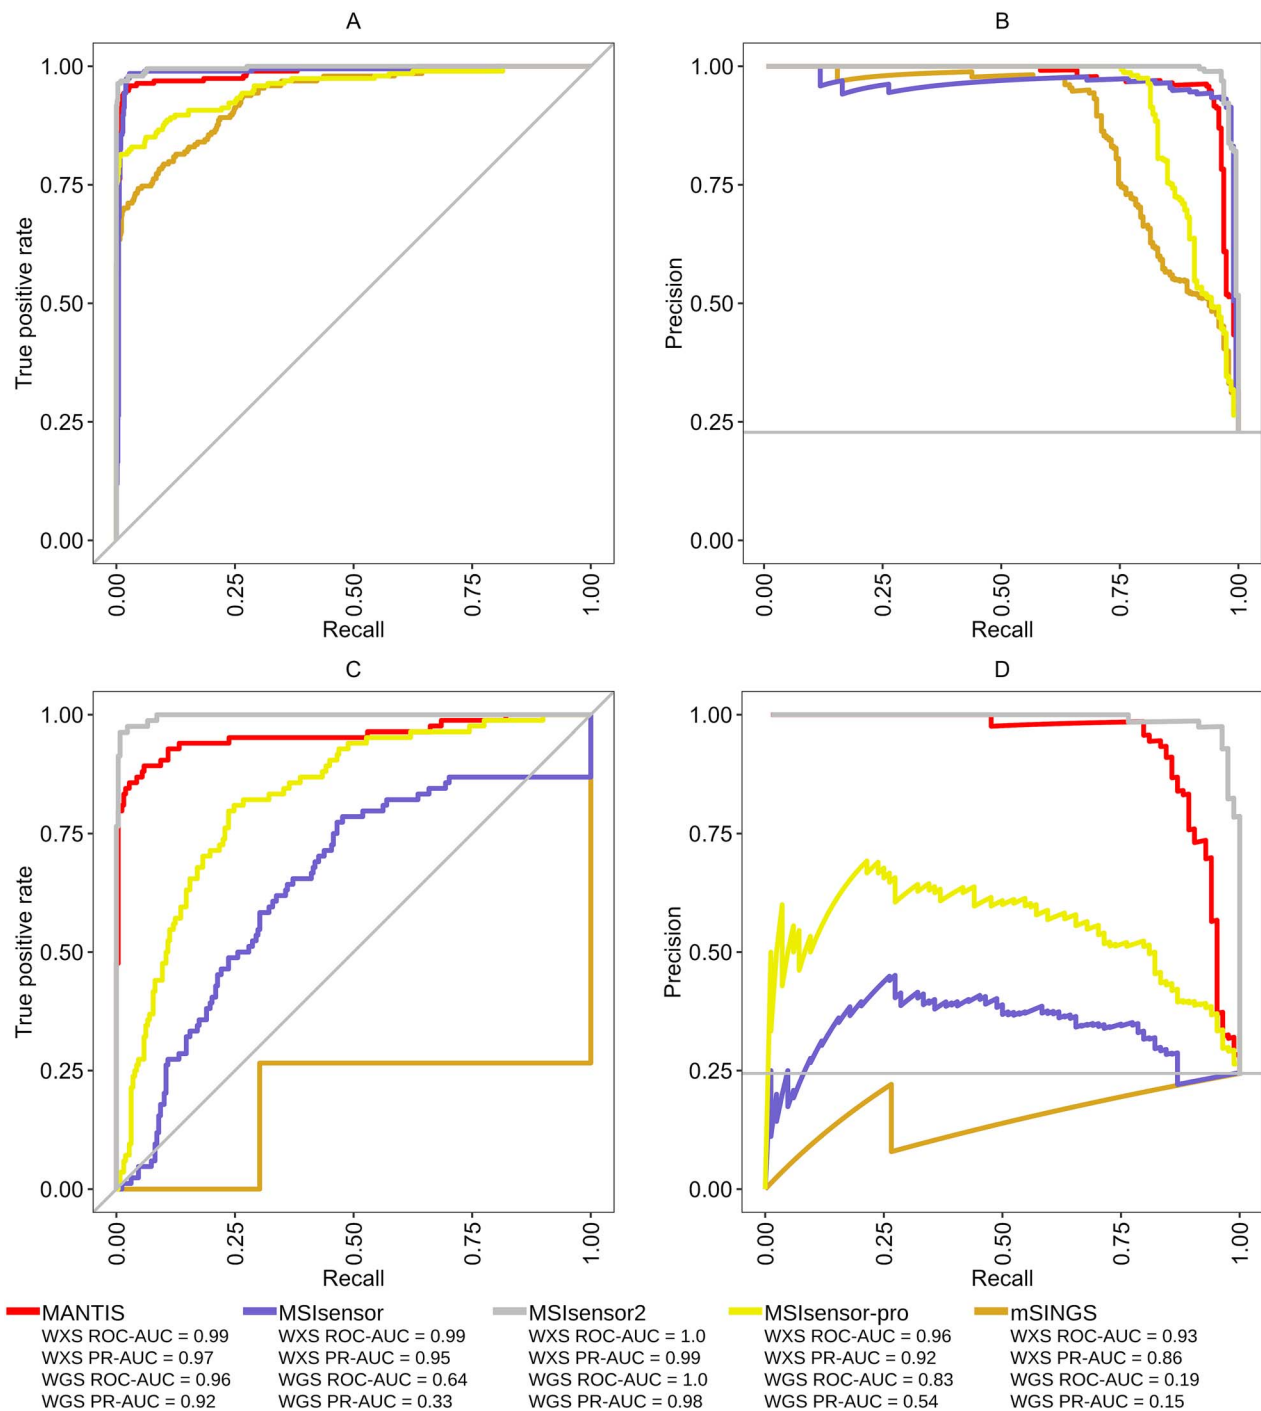 A
True positive rate
1.00
0.75
0.50
0.25
0.00
0.00 0.25 0.50 0.75 1.00
Recall
B
Precision
1.00
0.75
0.50
0.25
0.00
0.00 0.25 0.50 0.75 1.00
Recall
C
True positive rate
1.00
0.75
0.50
0.25
0.00
0.00 0.25 0.50 0.75 1.00
Recall
D
Precision
1.00
0.75
0.50
0.25
0.00
0.00 0.25 0.50 0.75 1.00
Recall
MANTIS
WXS ROC-AUC = 0.99
WXS PR-AUC = 0.97
WGS ROC-AUC = 0.96
WGS PR-AUC = 0.92
MSIsensor
WXS ROC-AUC = 0.99
WXS PR-AUC = 0.95
WGS ROC-AUC = 0.64
WGS PR-AUC = 0.33
MSIsensor2
WXS ROC-AUC = 1.0
WXS PR-AUC = 0.99
WGS ROC-AUC = 1.0
WGS PR-AUC = 0.98
MSIsensor-pro
WXS ROC-AUC = 0.96
WXS PR-AUC = 0.92
WGS ROC-AUC = 0.83
WGS PR-AUC = 0.54
mSINGS
WXS ROC-AUC = 0.93
WXS PR-AUC = 0.86
WGS ROC-AUC = 0.19
WGS PR-AUC = 0.15